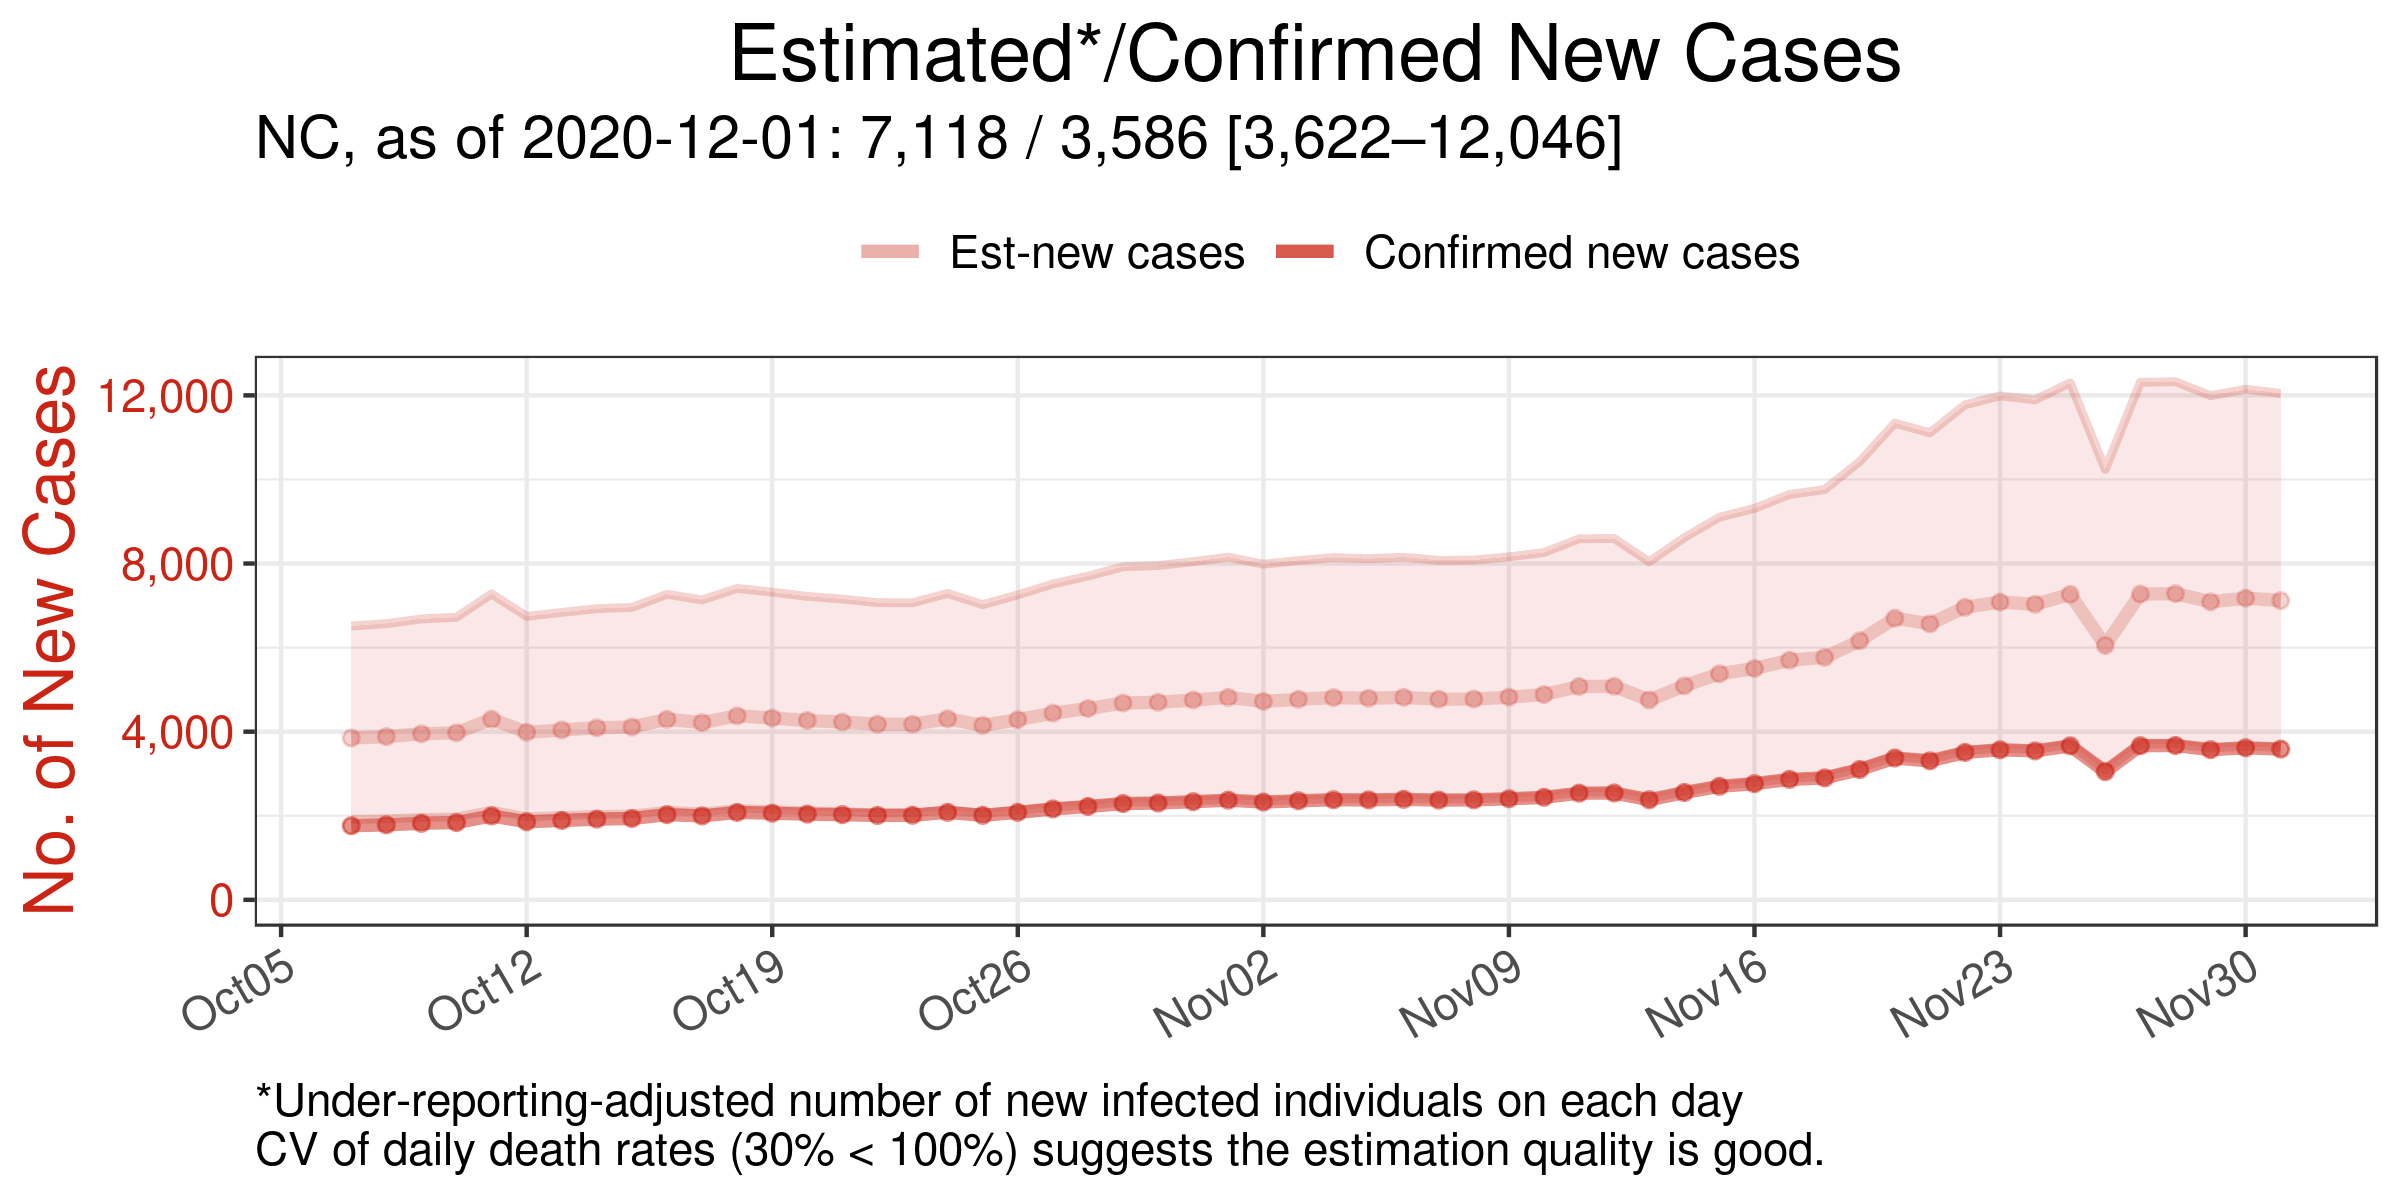 Estimated*/Confirmed New Cases
NC, as of 2020-12-01: 7,118 / 3,586 [3,622–12,046]
Est-new cases
Confirmed new cases
No. of New Cases
12,000
8,000
4,000
0
Oct05
Oct12
Oct19
Oct26
Nov02
Nov09
Nov16
Nov23
Nov30
*Under-reporting-adjusted number of new infected individuals on each day
CV of daily death rates (30% < 100%) suggests the estimation quality is good.